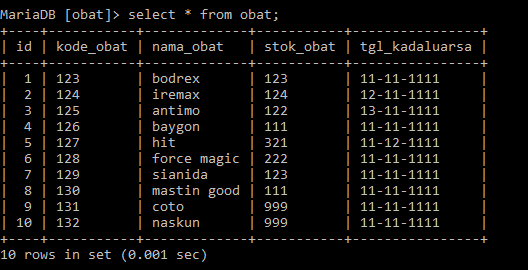 MariaDB [obat]> select * from obat;
+----+-----------+-------------+-----------+----------------+
| id | kode_obat | nama_obat   | stok_obat | tgl_kadaluarsa |
+----+-----------+-------------+-----------+----------------+
|  1 | 123       | bodrex      | 123       | 11-11-1111     |
|  2 | 124       | iremax      | 124       | 12-11-1111     |
|  3 | 125       | antimo      | 122       | 13-11-1111     |
|  4 | 126       | baygon      | 111       | 11-11-1111     |
|  5 | 127       | hit         | 321       | 11-12-1111     |
|  6 | 128       | force magic | 222       | 11-11-1111     |
|  7 | 129       | sianida     | 123       | 11-11-1111     |
|  8 | 130       | mastin good | 111       | 11-11-1111     |
|  9 | 131       | coto        | 999       | 11-11-1111     |
| 10 | 132       | naskun      | 999       | 11-11-1111     |
+----+-----------+-------------+-----------+----------------+
10 rows in set (0.001 sec)